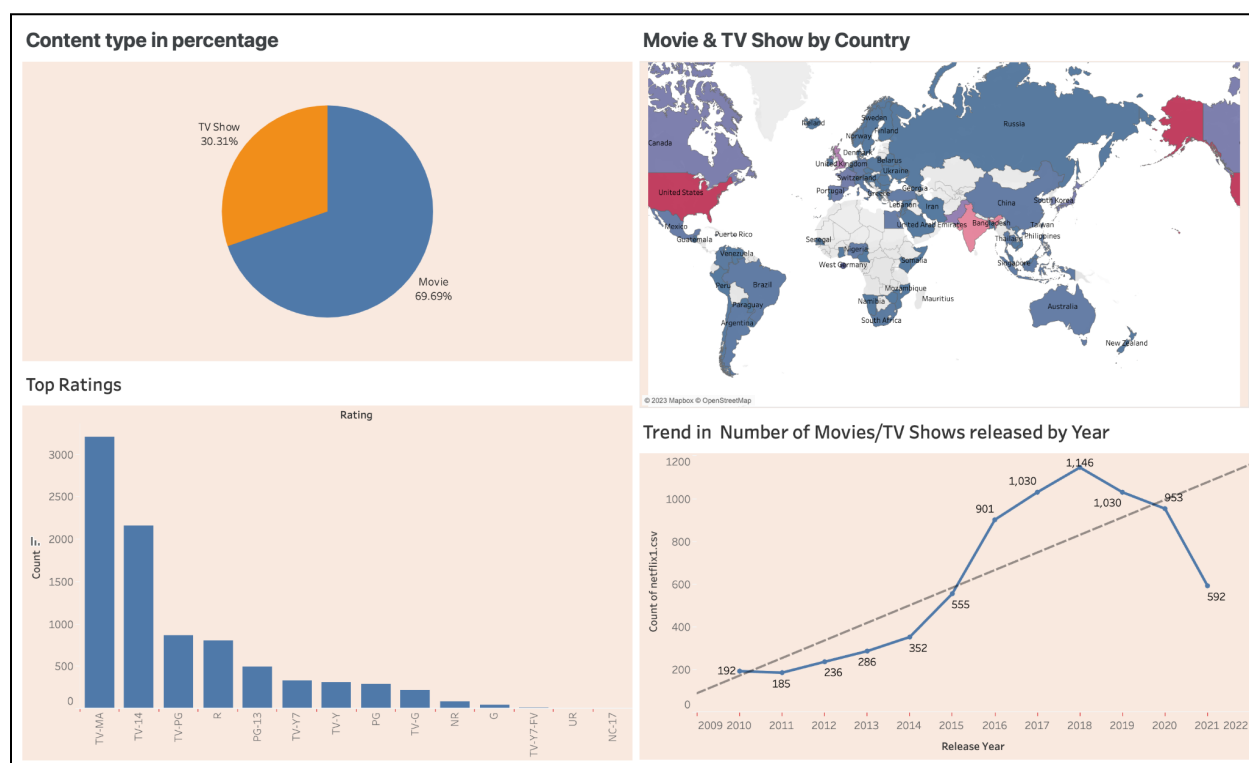 Content type in percentage
TV Show
30.31%
Movie
69.69%
Movie & TV Show by Country
Iceland
Sweden
Finland
Norway
Russia
Canada
Denmark
United Kingdom
Belarus
Ukraine
Switzerland
Portugal
Greece
Georgia
United States
Lebanon
Iran
China
South Korea
Mexico
Puerto Rico
Guatemala
United Arab Emirates
Bangladesh
Taiwan
Venezuela
Senegal
Nigeria
Thailand
Philippines
West Germany
Somalia
Singapore
Peru
Brazil
Mozambique
Paraguay
Namibia
Mauritius
Argentina
South Africa
Australia
New Zealand
© 2023 Mapbox © OpenStreetMap
Top Ratings
Rating
3000
2500
2000
1500
1000
500
0
Count
TV-MA
TV-14
TV-PG
R
PG-13
TV-Y7
TV-Y
PG
TV-G
NR
G
TV-Y7-FV
UR
NC-17
Trend in Number of Movies/TV Shows released by Year
1200
1000
800
600
400
200
0
Count of netflix1.csv
192
185
236
286
352
555
901
1,030
1,146
1,030
953
592
2009 2010 2011 2012 2013 2014 2015 2016 2017 2018 2019 2020 2021 2022
Release Year